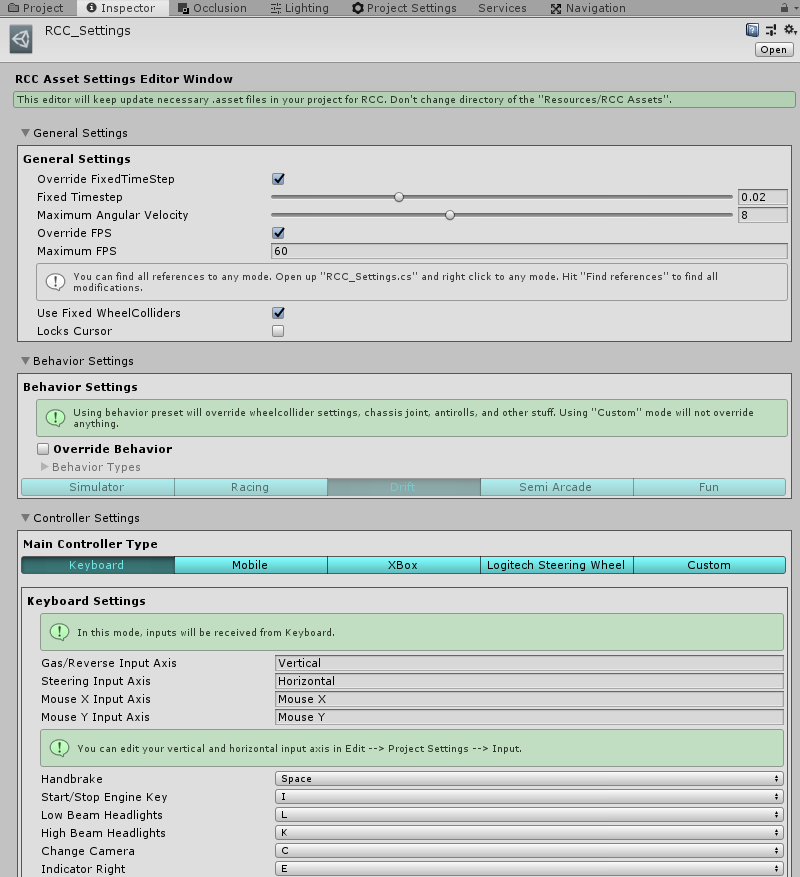 Project Inspector Occlusion Lighting Project Settings Services Navigation
RCC_Settings
Open
RCC Asset Settings Editor Window
This editor will keep update necessary .asset files in your project for RCC. Don't change directory of the "Resources/RCC Assets".
General Settings
General Settings
Override FixedTimeStep
Fixed Timestep 0.02
Maximum Angular Velocity 8
Override FPS
Maximum FPS 60
You can find all references to any mode. Open up "RCC_Settings.cs" and right click to any mode. Hit "Find references" to find all
modifications.
Use Fixed WheelColliders
Locks Cursor
Behavior Settings
Behavior Settings
Using behavior preset will override wheelcollider settings, chassis joint, antirolls, and other stuff. Using "Custom" mode will not override
anything.
Override Behavior
Behavior Types
Simulator Racing Drift Semi Arcade Fun
Controller Settings
Main Controller Type
Keyboard Mobile XBox Logitech Steering Wheel Custom
Keyboard Settings
In this mode, inputs will be received from Keyboard.
Gas/Reverse Input Axis Vertical
Steering Input Axis Horizontal
Mouse X Input Axis Mouse X
Mouse Y Input Axis Mouse Y
You can edit your vertical and horizontal input axis in Edit --> Project Settings --> Input.
Handbrake Space
Start/Stop Engine Key I
Low Beam Headlights L
High Beam Headlights K
Change Camera C
Indicator Right E